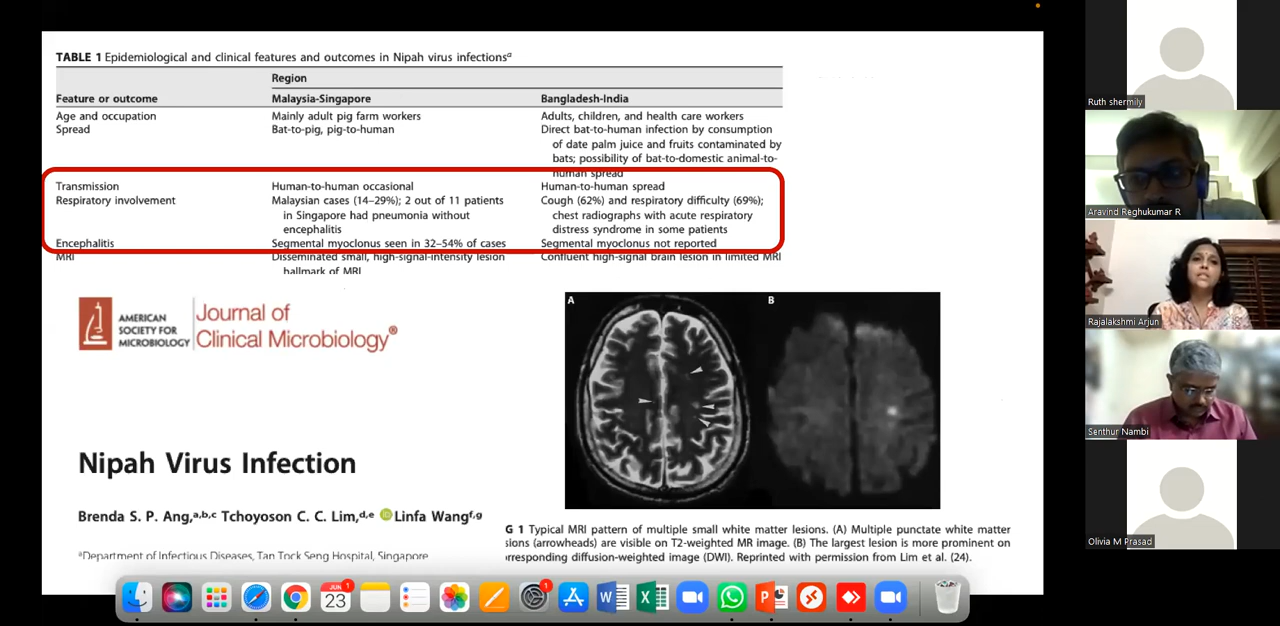 TABLE 1 Epidemiological and clinical features and outcomes in Nipah virus infectionsª
Region
Feature or outcome Malaysia-Singapore Bangladesh-India
Age and occupation Mainly adult pig farm workers Adults, children, and health care workers
Spread Bat-to-pig, pig-to-human Direct bat-to-human infection by consumption
of date palm juice and fruits contaminated by
bats; possibility of bat-to-domestic animal-to-
human spread
Transmission Human-to-human occasional Human-to-human spread
Respiratory involvement Malaysian cases (14–29%); 2 out of 11 patients Cough (62%) and respiratory difficulty (69%);
in Singapore had pneumonia without chest radiographs with acute respiratory
encephalitis distress syndrome in some patients
Encephalitis Segmental myoclonus seen in 32–54% of cases Segmental myoclonus not reported
MRI Disseminated small, high-signal-intensity lesion Confluent high-signal brain lesion in limited MRI
hallmark of MRI
AMERICAN
SOCIETY FOR
MICROBIOLOGY
Journal of
Clinical Microbiology®
A B
Nipah Virus Infection
Brenda S. P. Ang,a,b,c Tchoyoson C. C. Lim,d,e iD Linfa Wangf,g
ªDepartment of Infectious Diseases, Tan Tock Seng Hospital, Singapore
G 1 Typical MRI pattern of multiple small white matter lesions. (A) Multiple punctate white matter
sions (arrowheads) are visible on T2-weighted MR image. (B) The largest lesion is more prominent on
rresponding diffusion-weighted image (DWI). Reprinted with permission from Lim et al. (24).
JUN 1
23
1
W
X
P
Ruth shermily
Aravind Reghukumar R
Rajalakshmi Arjun
Senthur Nambi
Olivia M Prasad